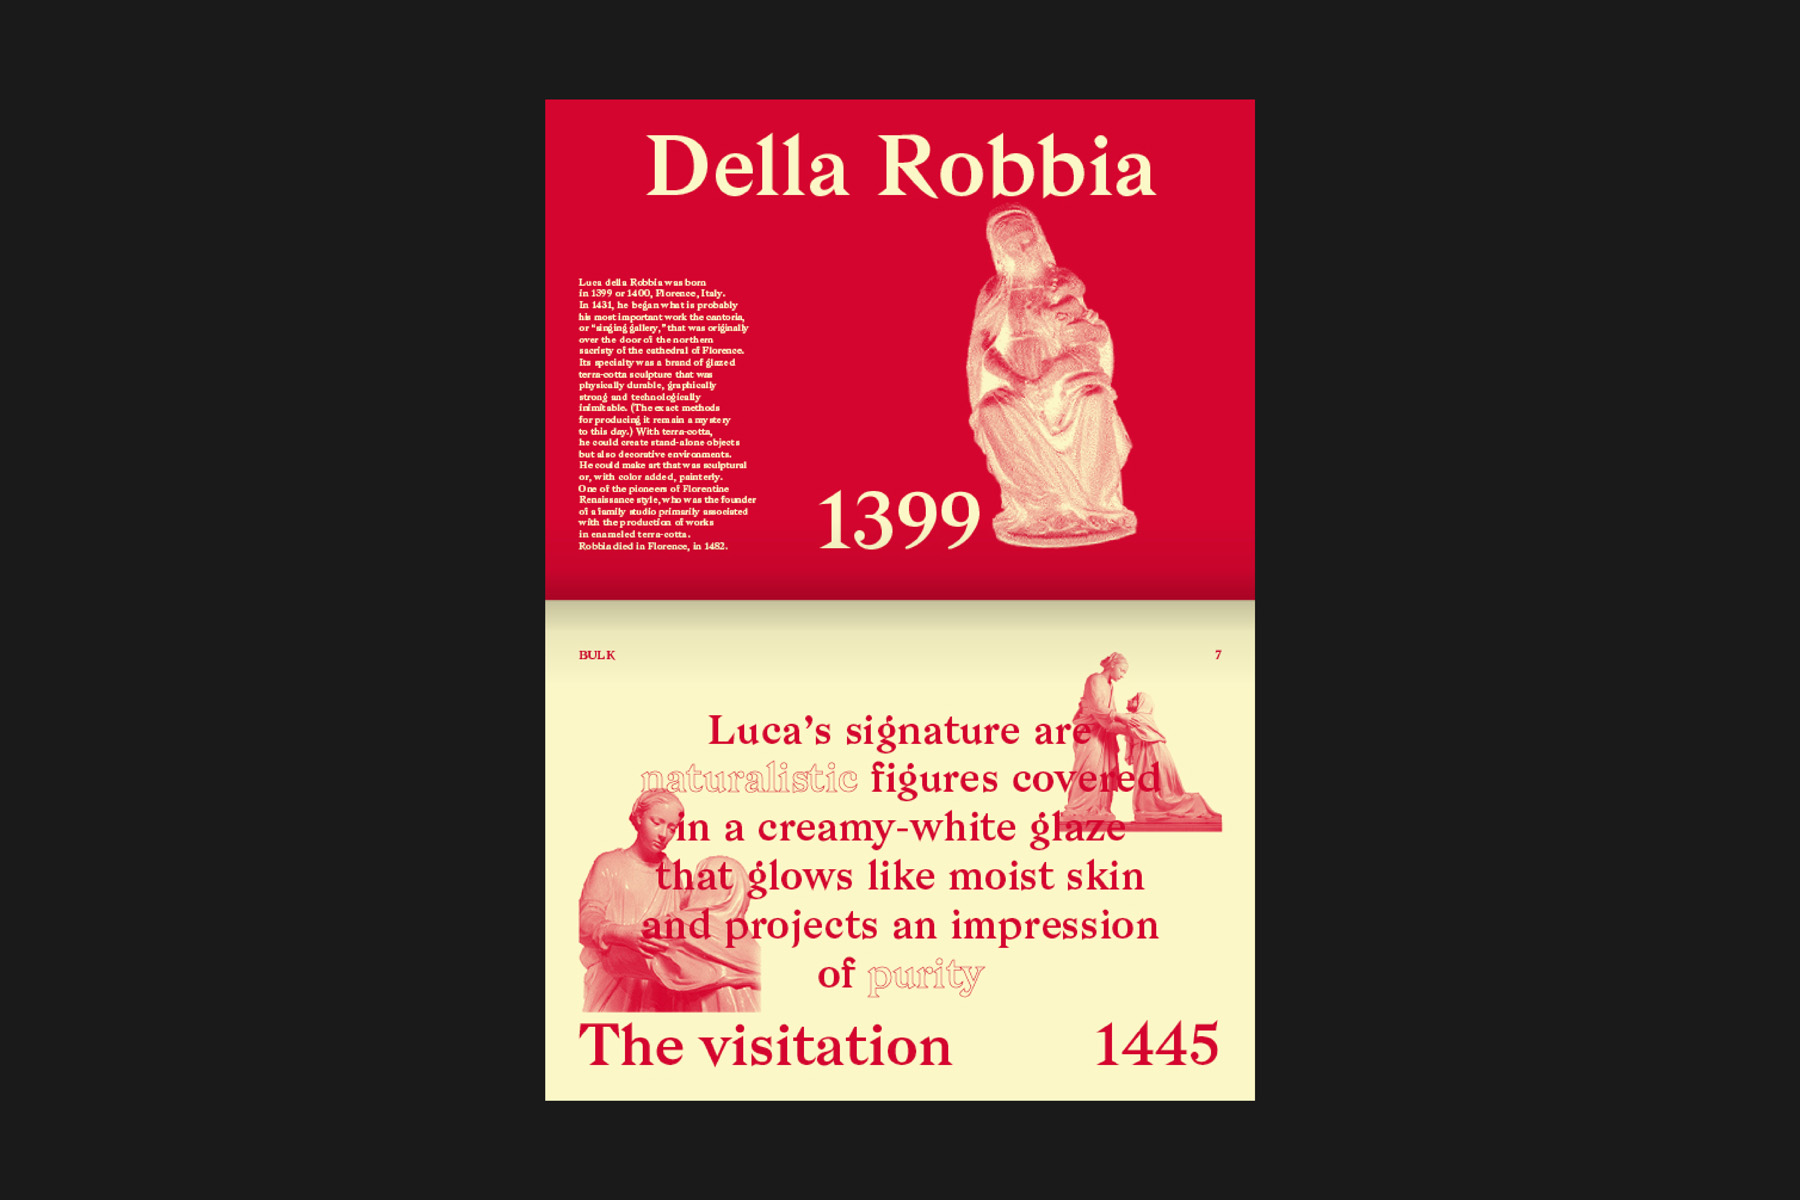 Della Robbia
Luca della Robbia was born
in 1399 or 1400, Florence, Italy.
In 1431, he began what is probably
his most important work the cantoria,
or “singing gallery,” that was originally
over the door of the northern
sacristy of the cathedral of Florence.
Its specialty was a brand of glazed
terra-cotta sculpture that was
physically durable, graphically
strong and technologically
inimitable. (The exact methods
for producing it remain a mystery
to this day.) With terra-cotta,
he could create stand-alone objects
but also decorative environments.
He could make art that was sculptural
or, with color added, painterly.
One of the pioneers of Florentine
Renaissance style, who was the founder
of a family studio primarily associated
with the production of works
in enameled terra-cotta.
Robbia died in Florence, in 1482.
1399
BULK
7
Luca’s signature are
naturalistic figures covered
in a creamy-white glaze
that glows like moist skin
and projects an impression
of purity
The visitation
1445